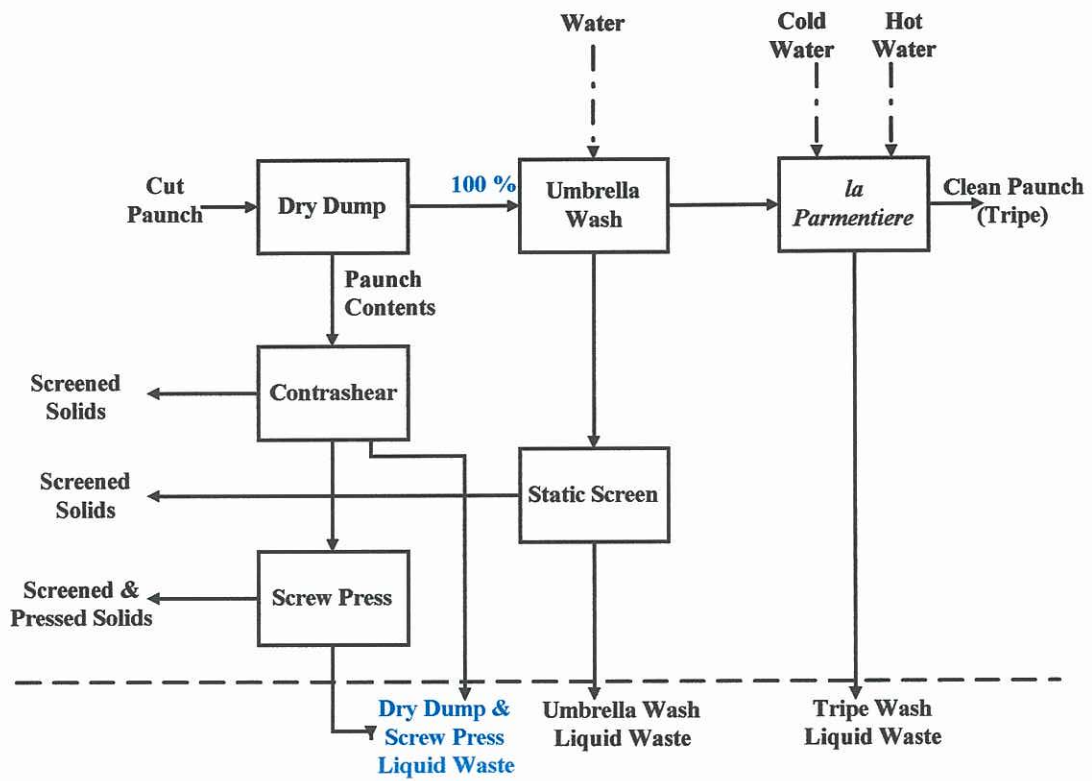 Water
Cold
Water
Hot
Water
Cut
Paunch
Dry Dump
100 %
Umbrella
Wash
la
Parmentiere
Clean Paunch
(Tripe)
Paunch
Contents
Screened
Solids
Contrashear
Screened
Solids
Static Screen
Screened &
Pressed Solids
Screw Press
Dry Dump &
Screw Press
Liquid Waste
Umbrella Wash
Liquid Waste
Tripe Wash
Liquid Waste